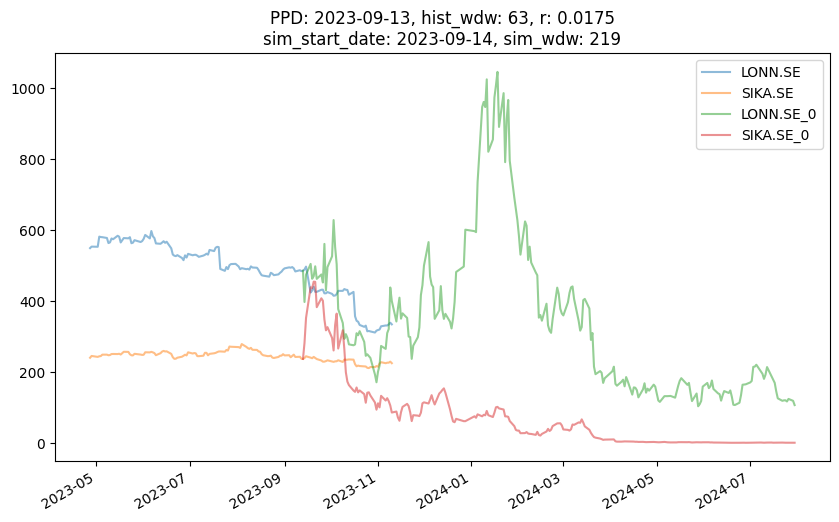 PPD: 2023-09-13, hist_wdw: 63, r: 0.0175
sim_start_date: 2023-09-14, sim_wdw: 219
LONN.SE
SIKA.SE
LONN.SE_0
SIKA.SE_0
1000
800
600
400
200
0
2023-05
2023-07
2023-09
2023-11
2024-01
2024-03
2024-05
2024-07